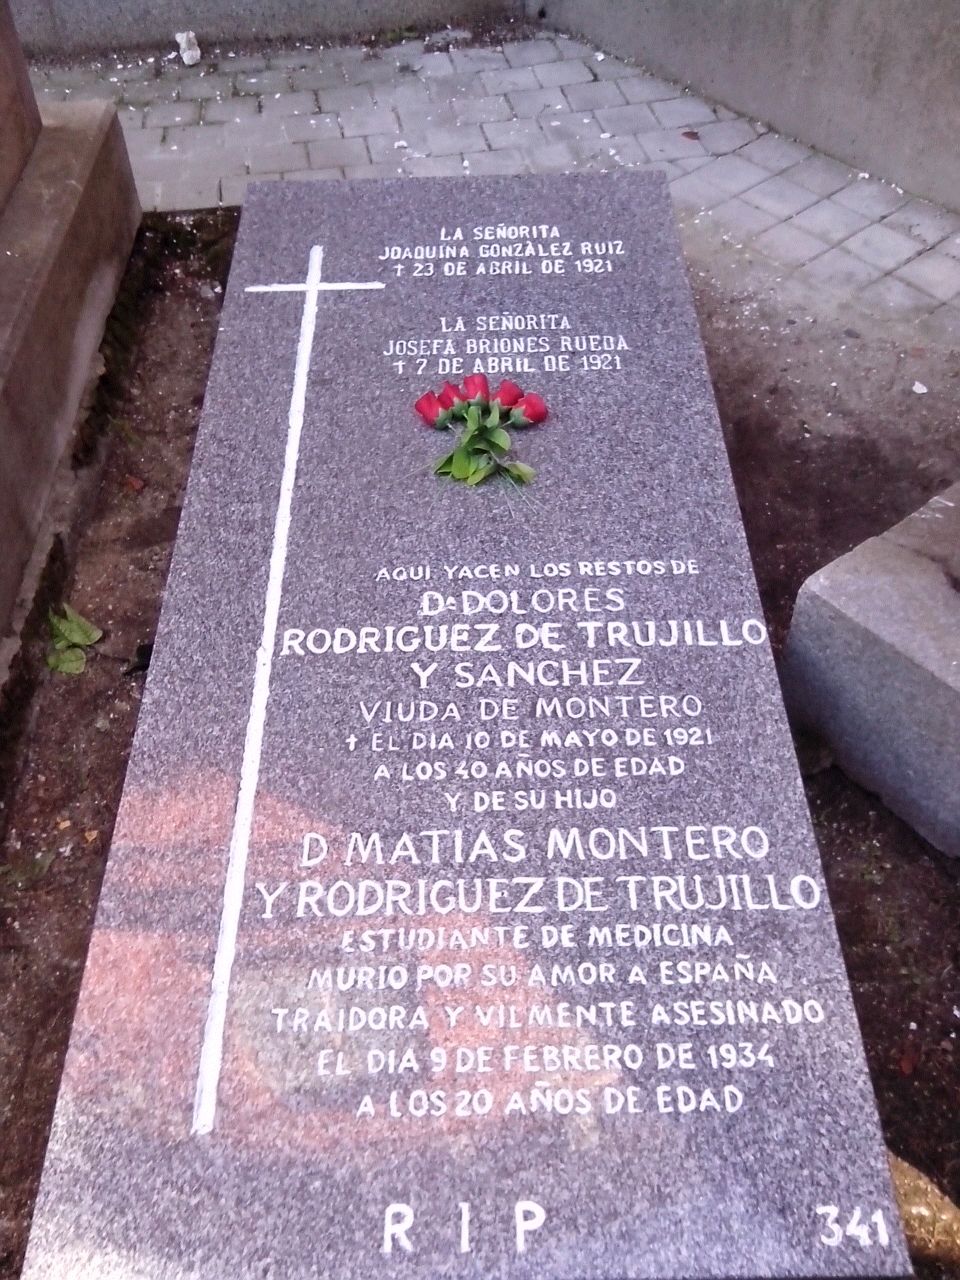 LA SEÑORITA
JOAQUINA GONZÀLEZ RUIZ
† 23 DE ABRIL DE 1921
LA SEÑORITA
JOSEFA BRIONES RUEDA
† 7 DE ABRIL DE 1921
AQUI YACEN LOS RESTOS DE
Dª DOLORES
RODRIGUEZ DE TRUJILLO
Y SANCHEZ
VIUDA DE MONTERO
† EL DIA 10 DE MAYO DE 1921
A LOS 40 AÑOS DE EDAD
Y DE SU HIJO
D MATIAS MONTERO
Y RODRIGUEZ DE TRUJILLO
ESTUDIANTE DE MEDICINA
MURIO POR SU AMOR A ESPAÑA
TRAIDORA Y VILMENTE ASESINADO
EL DIA 9 DE FEBRERO DE 1934
A LOS 20 AÑOS DE EDAD
R I P
341